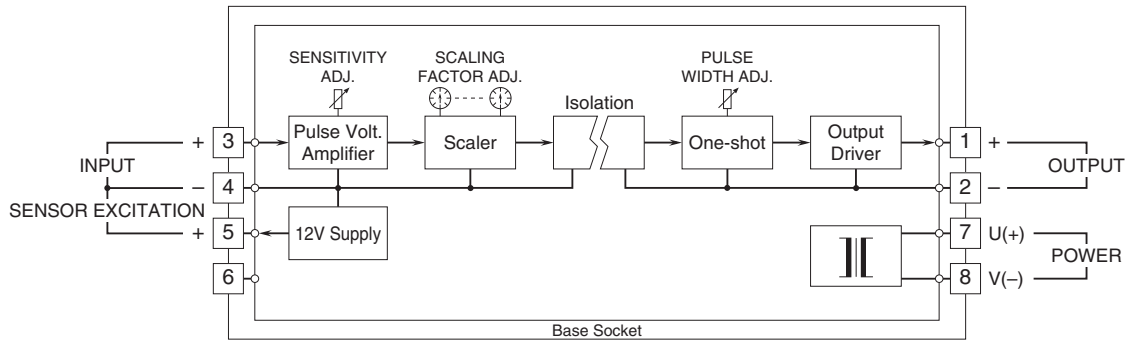 SENSITIVITY
ADJ.
SCALING
FACTOR ADJ.
PULSE
WIDTH ADJ.
Isolation
INPUT
+ 3
Pulse Volt.
Amplifier
Scaler
One-shot
Output
Driver
1 +
OUTPUT
– 4
2 –
SENSOR EXCITATION
+ 5
12V Supply
7 U(+)
POWER
6
8 V(–)
Base Socket